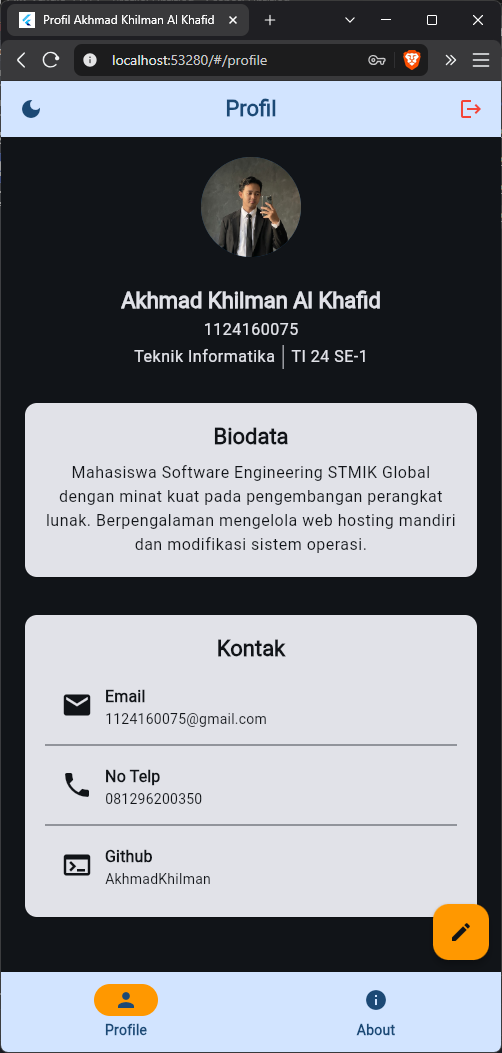 Profil Akhmad Khilman Al Khafid
localhost:53280/#/profile
Profil
Akhmad Khilman Al Khafid
1124160075
Teknik Informatika | TI 24 SE-1
Biodata
Mahasiswa Software Engineering STMIK Global
dengan minat kuat pada pengembangan perangkat
lunak. Berpengalaman mengelola web hosting mandiri
dan modifikasi sistem operasi.
Kontak
Email
1124160075@gmail.com
No Telp
081296200350
Github
AkhmadKhilman
Profile
About